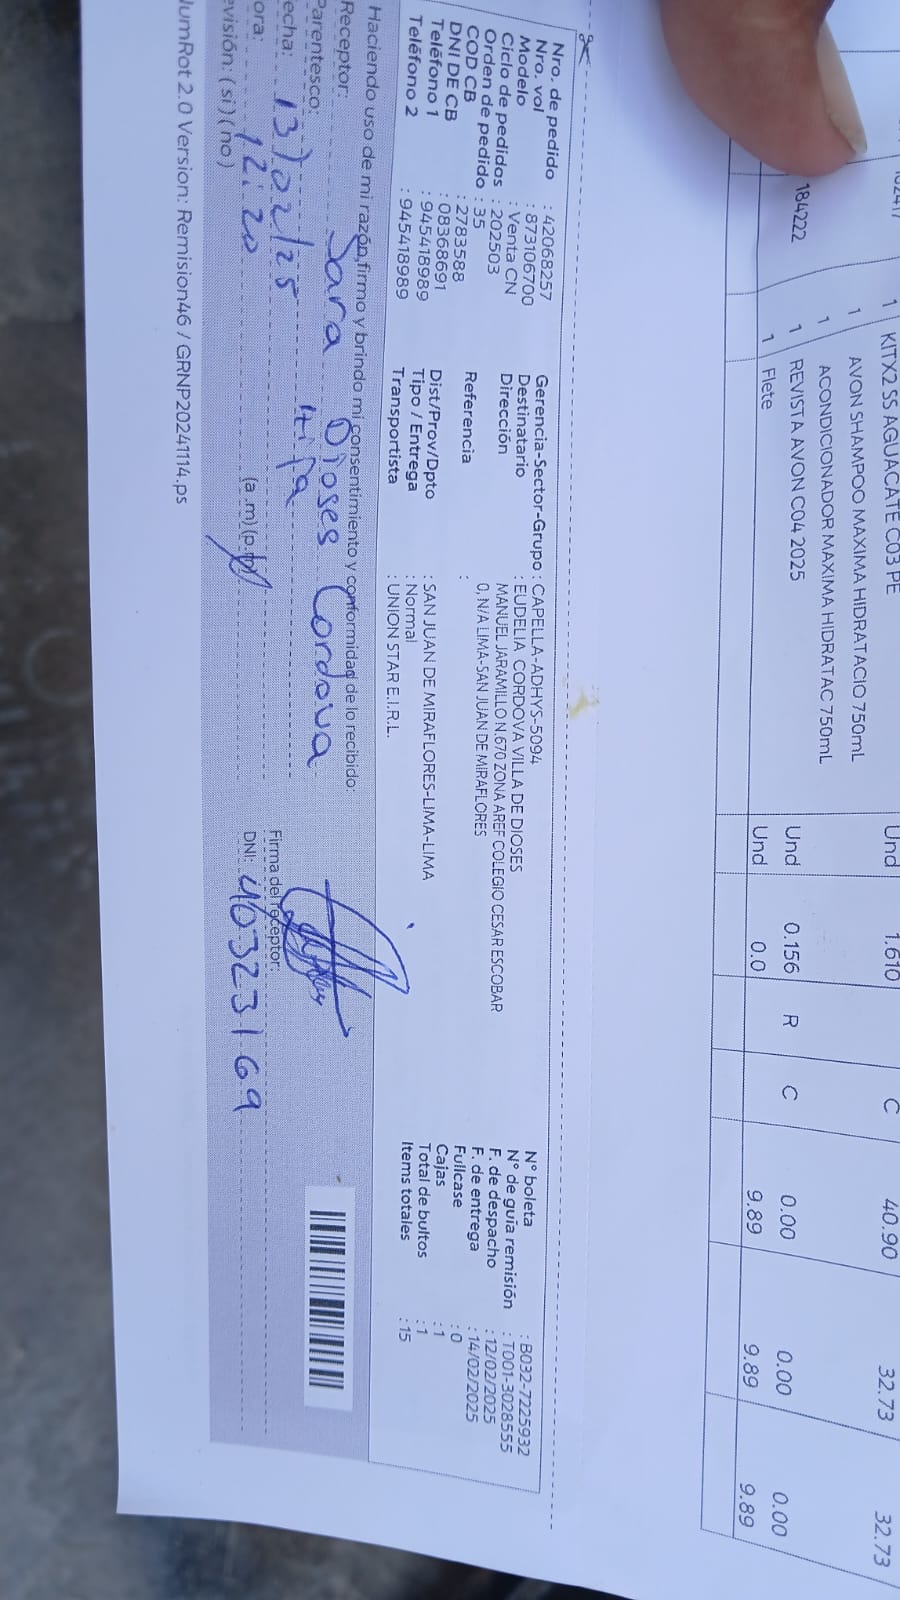 1 KITX2 SS AGUACATE C03 PE Und 1.610 C 40.90 32.73 32.73
1 AVON SHAMPOO MAXIMA HIDRATACIO 750mL
1 ACONDICIONADOR MAXIMA HIDRATAC 750mL
184222 1 REVIST AVON C04 2025 Und 0.156 R C 0.00 0.00 0.00
1 Flete Und 0.0 9.89 9.89 9.89
Nro. de pedido : 42068257
Nro. vol : 873106700
Modelo : Venta CN
Ciclo de pedidos : 202503
Orden de pedido : 35
COD CB : 2783588
DNI DE CB : 08368691
Teléfono 1 : 945418989
Teléfono 2 : 945418989
Gerencia-Sector-Grupo : CAPELLA-ADHYS-5094
Destinatario : EUDELIA CORDOVA VILLA DE DIOSES
Dirección MANUEL JARAMILLO N.670 ZONA AREF COLEGIO CESAR ESCOBAR
0, N/A LIMA-SAN JUAN DE MIRAFLORES
Referencia :
Dist/Prov/Dpto : SAN JUAN DE MIRAFLORES-LIMA-LIMA
Tipo / Entrega : Normal
Transportista : UNION STAR E.I.R.L.
N° boleta : B032-7225932
N° de guía remisión : T001-3028555
F. de despacho : 12/02/2025
F. de entrega : 14/02/2025
Fullcase : 0
Cajas : 1
Total de bultos : 1
Items totales : 15
Haciendo uso de mi razón, firmo y brindo mi consentimiento y conformidad de lo recibido:
Receptor: Sara Dioses Cordova
Parentesco: Hija
echa: 13/02/25
ora: 12:20 (a.m)(p.m)
evisión: (si) (no)
Firma del receptor:
DNI: 40323169
NumRot 2.0 Version: Remision46 / GRNP20241114.ps